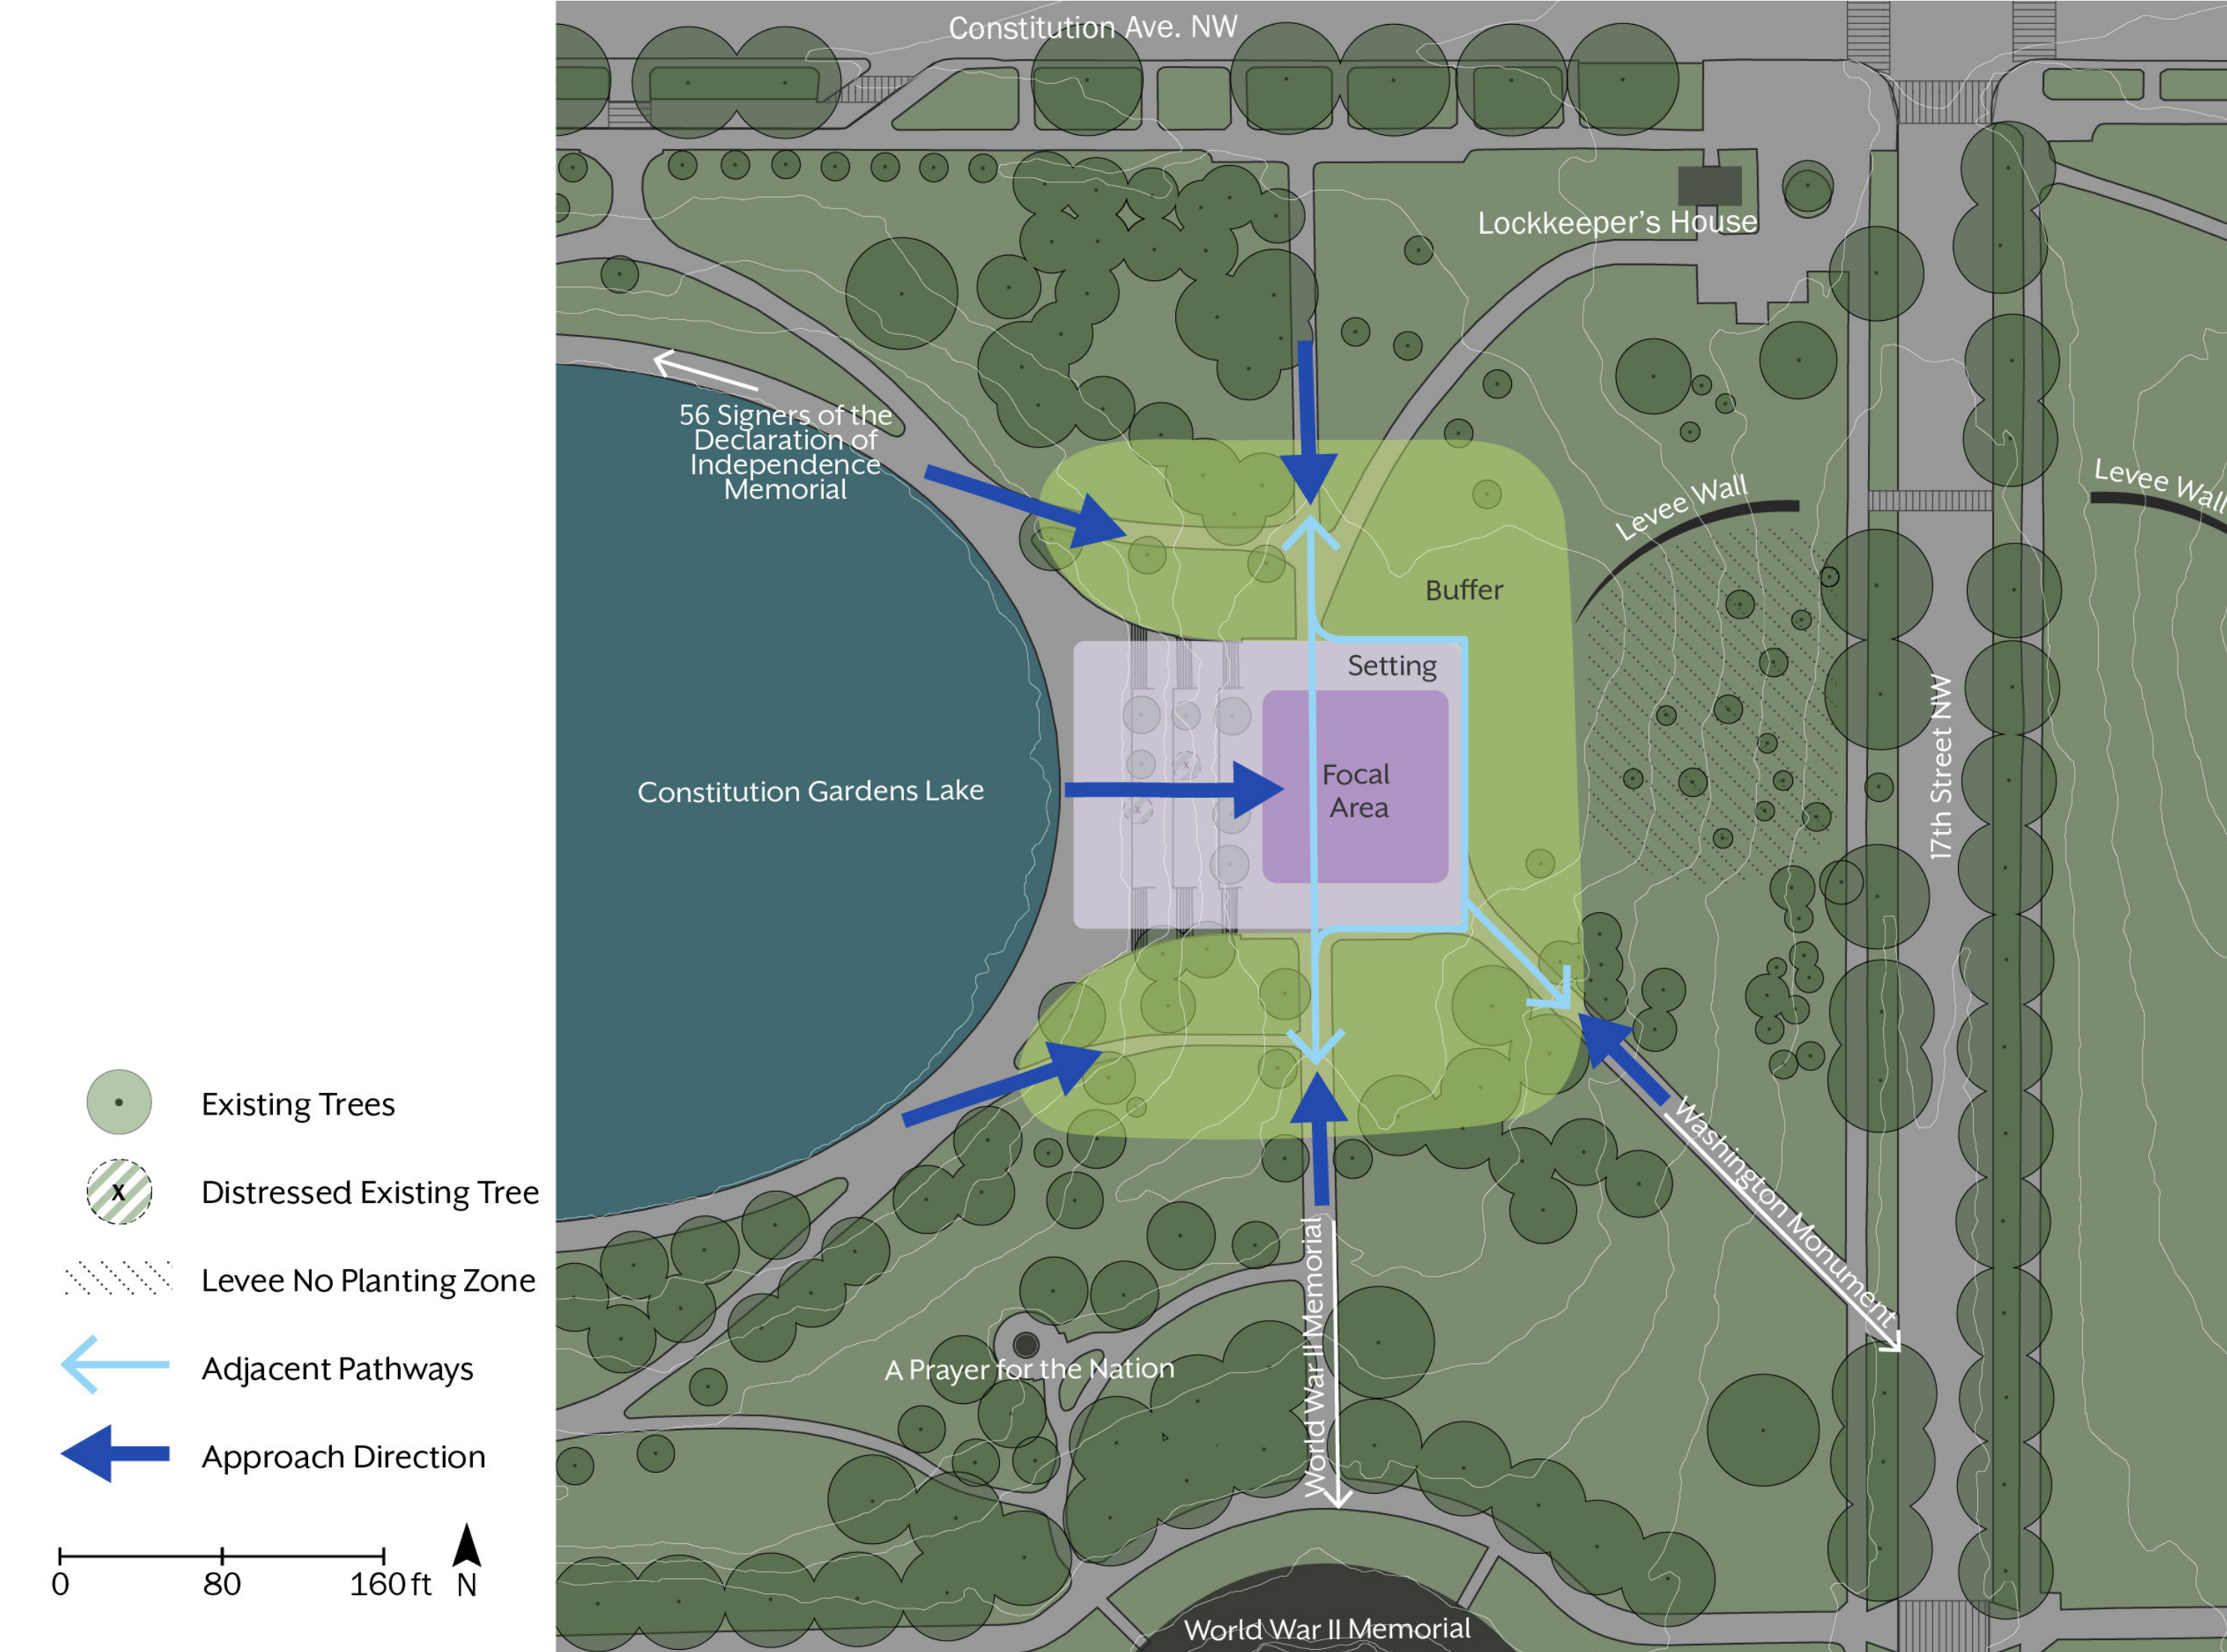 Constitution Ave. NW
Lockkeeper's House
56 Signers of the
Declaration of
Independence
Memorial
Levee Wall
Levee Wall
Buffer
Setting
Focal
Area
Constitution Gardens Lake
17th Street NW
Washington Monument
World War II Memorial
A Prayer for the Nation
World War II Memorial
Existing Trees
x
Distressed Existing Tree
Levee No Planting Zone
Adjacent Pathways
Approach Direction
0 80 160 ft N